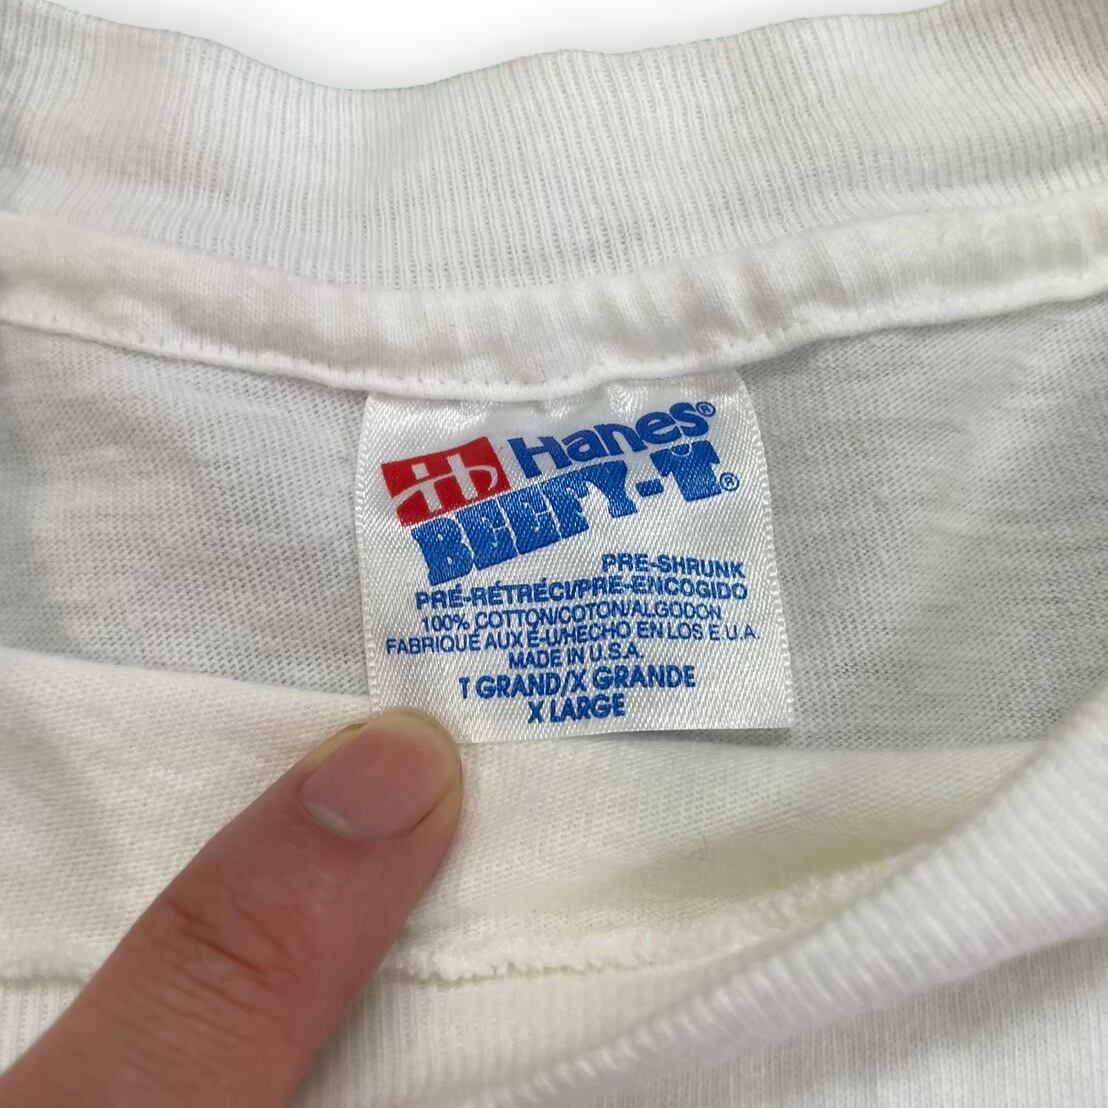 Hanes®
BEEFY-T®
PRE-SHRUNK
PRÉ-RÉTRÉCI/PRE-ENCOGIDO
100% COTTON/COTON/ALGODON
FABRIQUÉ AUX É-U/HECHO EN LOS E.U.A.
MADE IN U.S.A.
T GRAND/X GRANDE
X LARGE